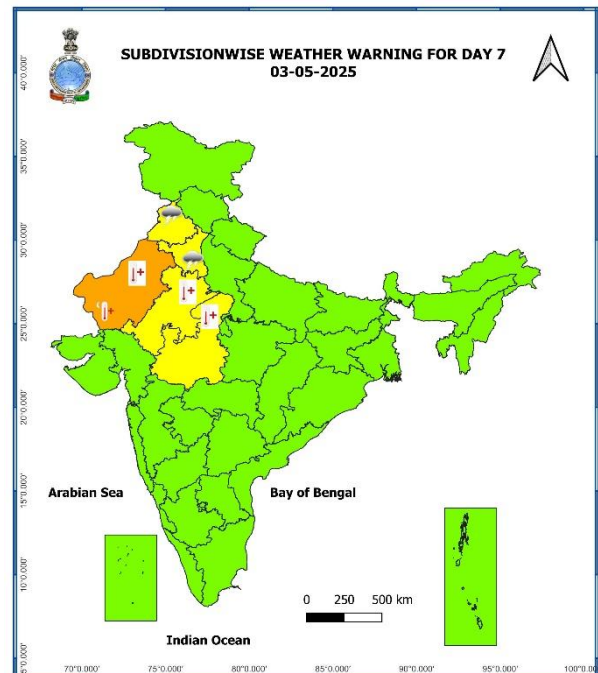 SUBDIVISIONWISE WEATHER WARNING FOR DAY 7
03-05-2025
40°0.000'
35°0.000'
30°0.000'
25°0.000'
20°0.000'
15°0.000'
10°0.000'
5°0.000'
Arabian Sea
Bay of Bengal
0 250 500 km
Indian Ocean
70°0.000' 75°0.000' 80°0.000' 85°0.000' 90°0.000' 95°0.000' 100°0.00